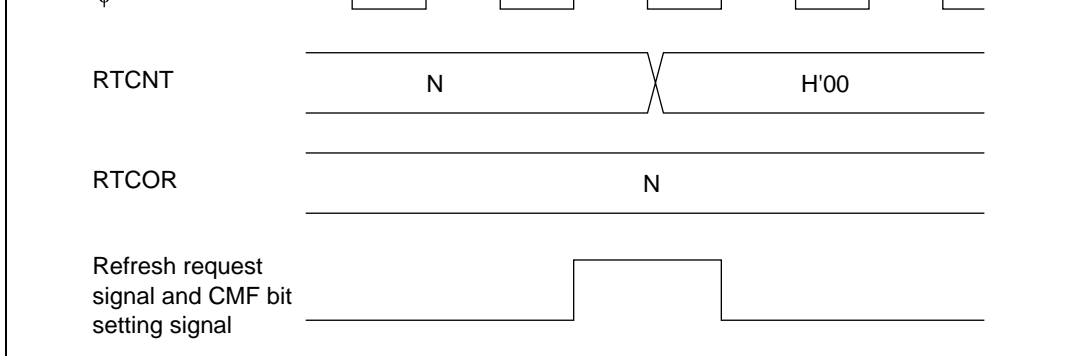 φ
RTCNT
N
H'00
RTCOR
N
Refresh request
signal and CMF bit
setting signal